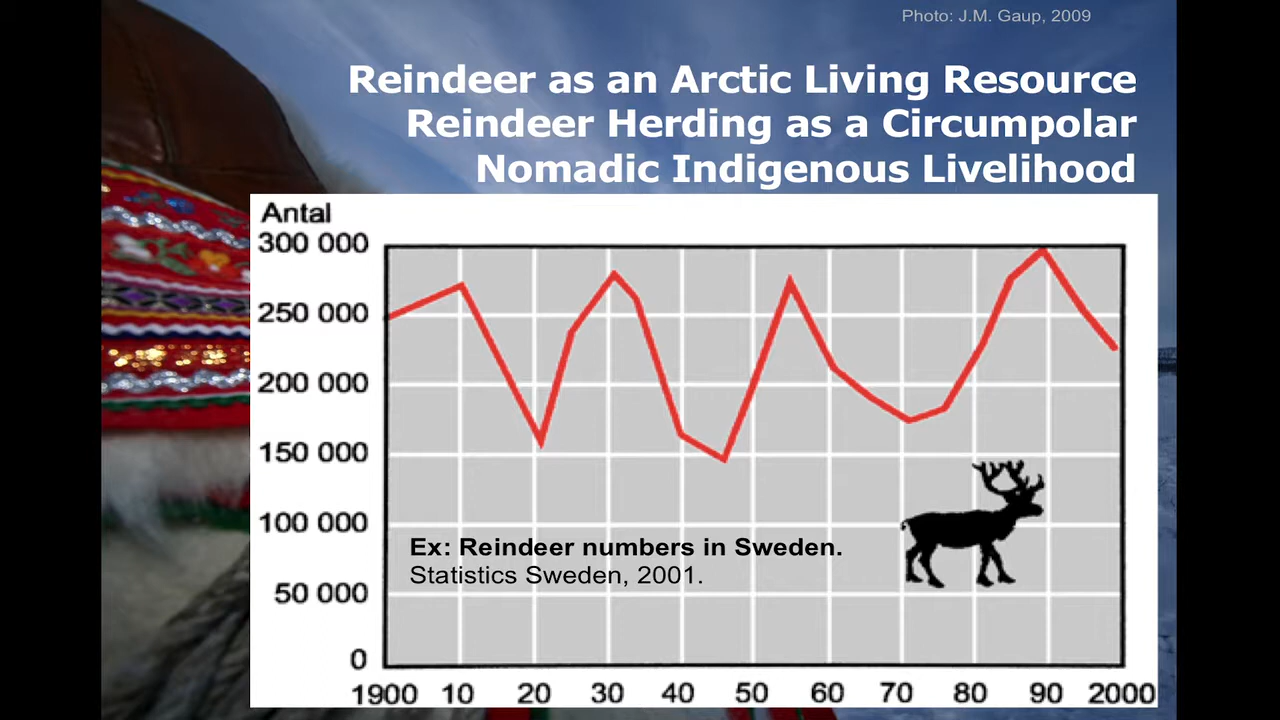 Photo: J.M. Gaup, 2009
Reindeer as an Arctic Living Resource
Reindeer Herding as a Circumpolar
Nomadic Indigenous Livelihood
Antal
300 000
250 000
200 000
150 000
100 000
50 000
0
Ex: Reindeer numbers in Sweden.
Statistics Sweden, 2001.
1900 10 20 30 40 50 60 70 80 90 2000